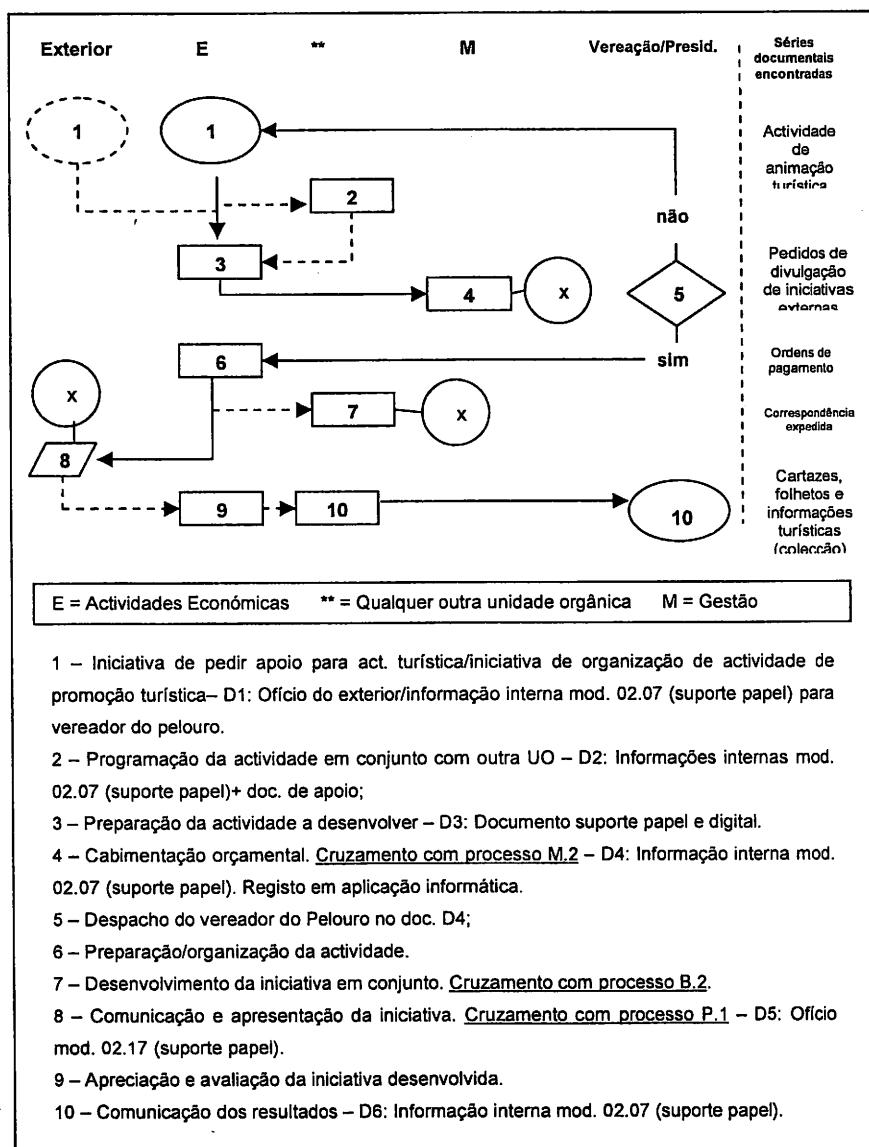 Exterior E ** M Vereação/Presid. Séries
documentais
encontradas
1 1 Actividade
de
animação
turística
2
não
3 Pedidos de
divulgação
de iniciativas
externas
4 x 5
6 sim Ordens de
pagamento
x 7 x Correspondência
expedida
8
9 10 10 Cartazes,
folhetos e
informações
turísticas
(colecção)
E = Actividades Económicas ** = Qualquer outra unidade orgânica M = Gestão
1 – Iniciativa de pedir apoio para act. turística/iniciativa de organização de actividade de
promoção turística– D1: Ofício do exterior/informação interna mod. 02.07 (suporte papel) para
vereador do pelouro.
2 – Programação da actividade em conjunto com outra UO – D2: Informações internas mod.
02.07 (suporte papel)+ doc. de apoio;
3 – Preparação da actividade a desenvolver – D3: Documento suporte papel e digital.
4 – Cabimentação orçamental. Cruzamento com processo M.2 – D4: Informação interna mod.
02.07 (suporte papel). Registo em aplicação informática.
5 – Despacho do vereador do Pelouro no doc. D4;
6 – Preparação/organização da actividade.
7 – Desenvolvimento da iniciativa em conjunto. Cruzamento com processo B.2.
8 – Comunicação e apresentação da iniciativa. Cruzamento com processo P.1 – D5: Ofício
mod. 02.17 (suporte papel).
9 – Apreciação e avaliação da iniciativa desenvolvida.
10 – Comunicação dos resultados – D6: Informação interna mod. 02.07 (suporte papel).